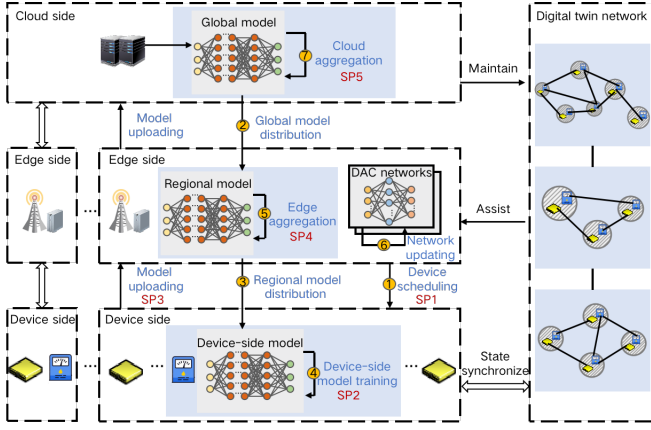 Cloud side
Global model
7
Cloud
aggregation
SP5
Maintain
Digital twin network
Model
uploading
2
Global model
distribution
Edge side
Edge side
Regional model
5
Edge
aggregation
SP4
DAC networks
6
Network
updating
Assist
Model
uploading
SP3
3
Regional model
distribution
1
Device
scheduling
SP1
Device side
Device side
Device-side model
4
Device-side
model training
SP2
State
synchronize